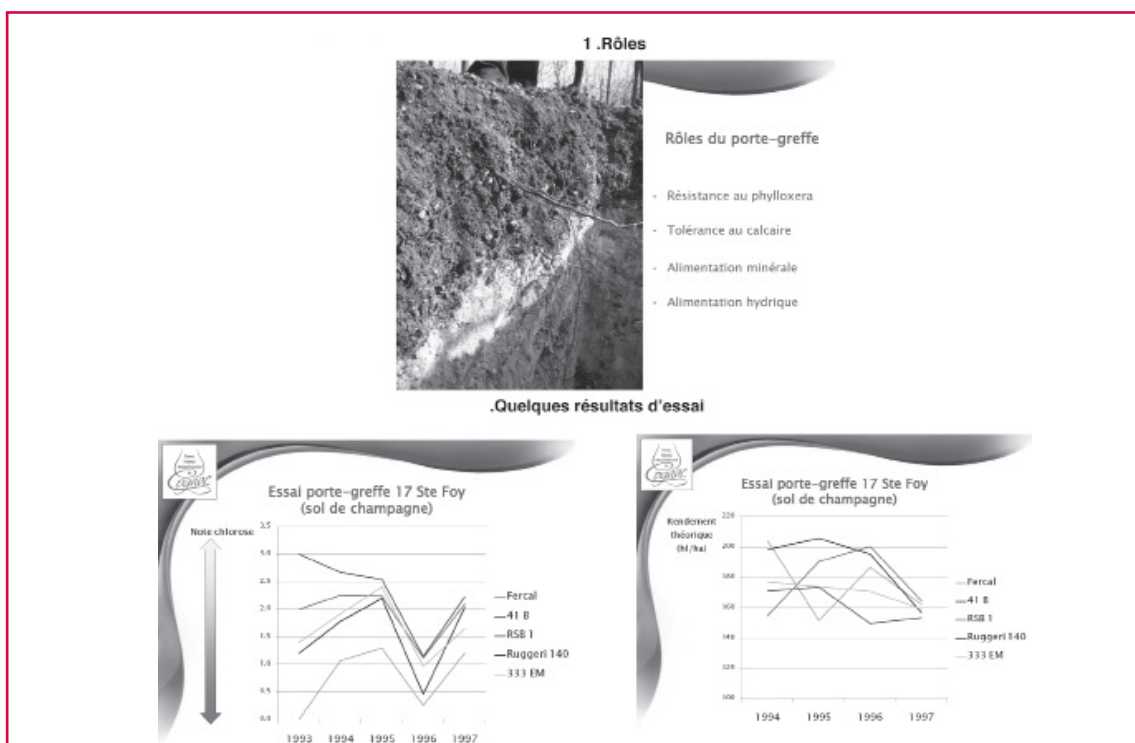 1 .Rôles
Rôles du porte-greffe
- Résistance au phylloxera
- Tolérance au calcaire
- Alimentation minérale
- Alimentation hydrique
.Quelques résultats d'essai
Cognac
Essai porte-greffe 17 Ste Foy
(sol de champagne)
Note chlorose
3.5
3.0
2.5
2.0
1.5
1.0
0.5
0.0
1993 1994 1995 1996 1997
Fercal
41 B
RSB 1
Ruggeri 140
333 EM
Cognac
Essai porte-greffe 17 Ste Foy
(sol de champagne)
Rendement
théorique
(hl/ha)
220
200
180
160
140
120
100
1994 1995 1996 1997
Fercal
41 B
RSB 1
Ruggeri 140
333 EM